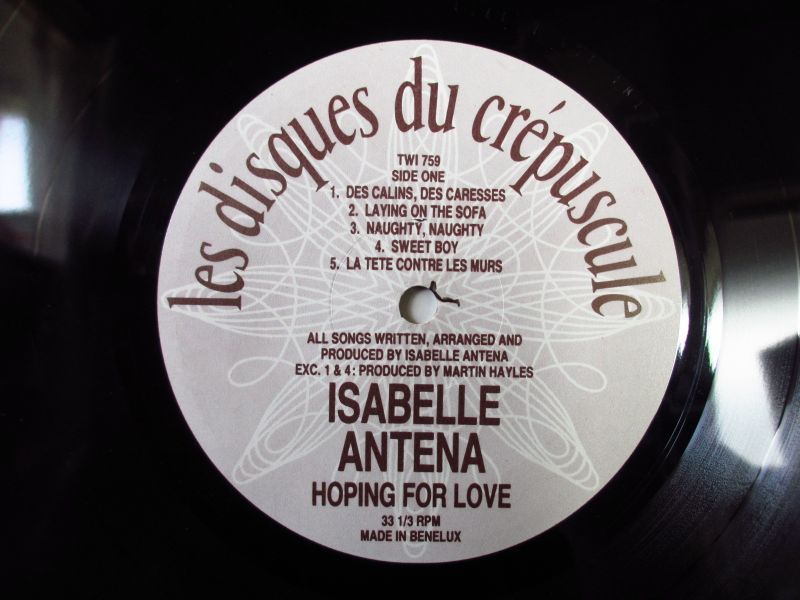 les disques du crépuscule
TWI 759
SIDE ONE
1. DES CALINS, DES CARESSES
2. LAYING ON THE SOFA
3. NAUGHTY, NAUGHTY
4. SWEET BOY
5. LA TETE CONTRE LES MURS
ALL SONGS WRITTEN, ARRANGED AND
PRODUCED BY ISABELLE ANTENA
EXC. 1 & 4: PRODUCED BY MARTIN HAYLES
ISABELLE
ANTENA
HOPING FOR LOVE
33 1/3 RPM
MADE IN BENELUX